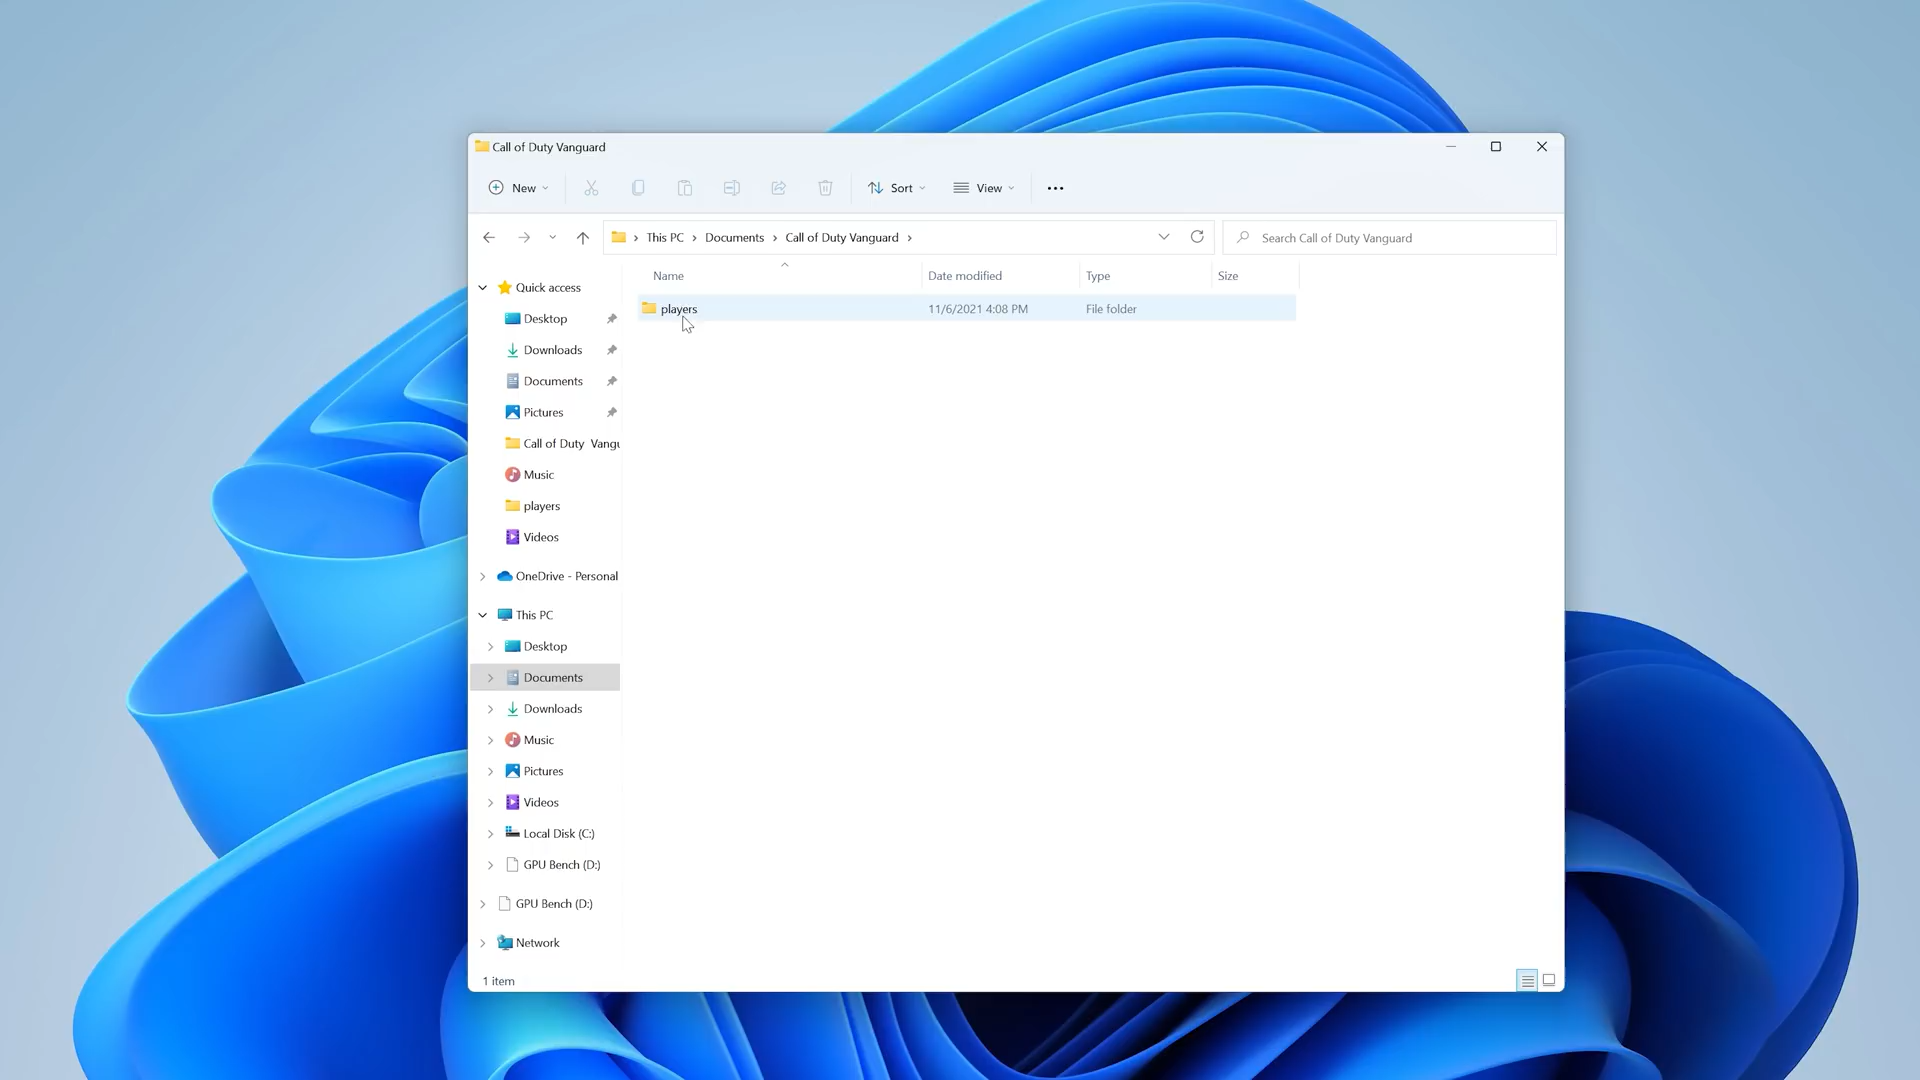 Call of Duty Vanguard
New
Sort
View
This PC
Documents
Call of Duty Vanguard
Search Call of Duty Vanguard
Name
Date modified
Type
Size
players
11/6/2021 4:08 PM
File folder
Quick access
Desktop
Downloads
Documents
Pictures
Call of Duty Vangu
Music
players
Videos
OneDrive - Personal
This PC
Desktop
Documents
Downloads
Music
Pictures
Videos
Local Disk (C:)
GPU Bench (D:)
GPU Bench (D:)
Network
1 item